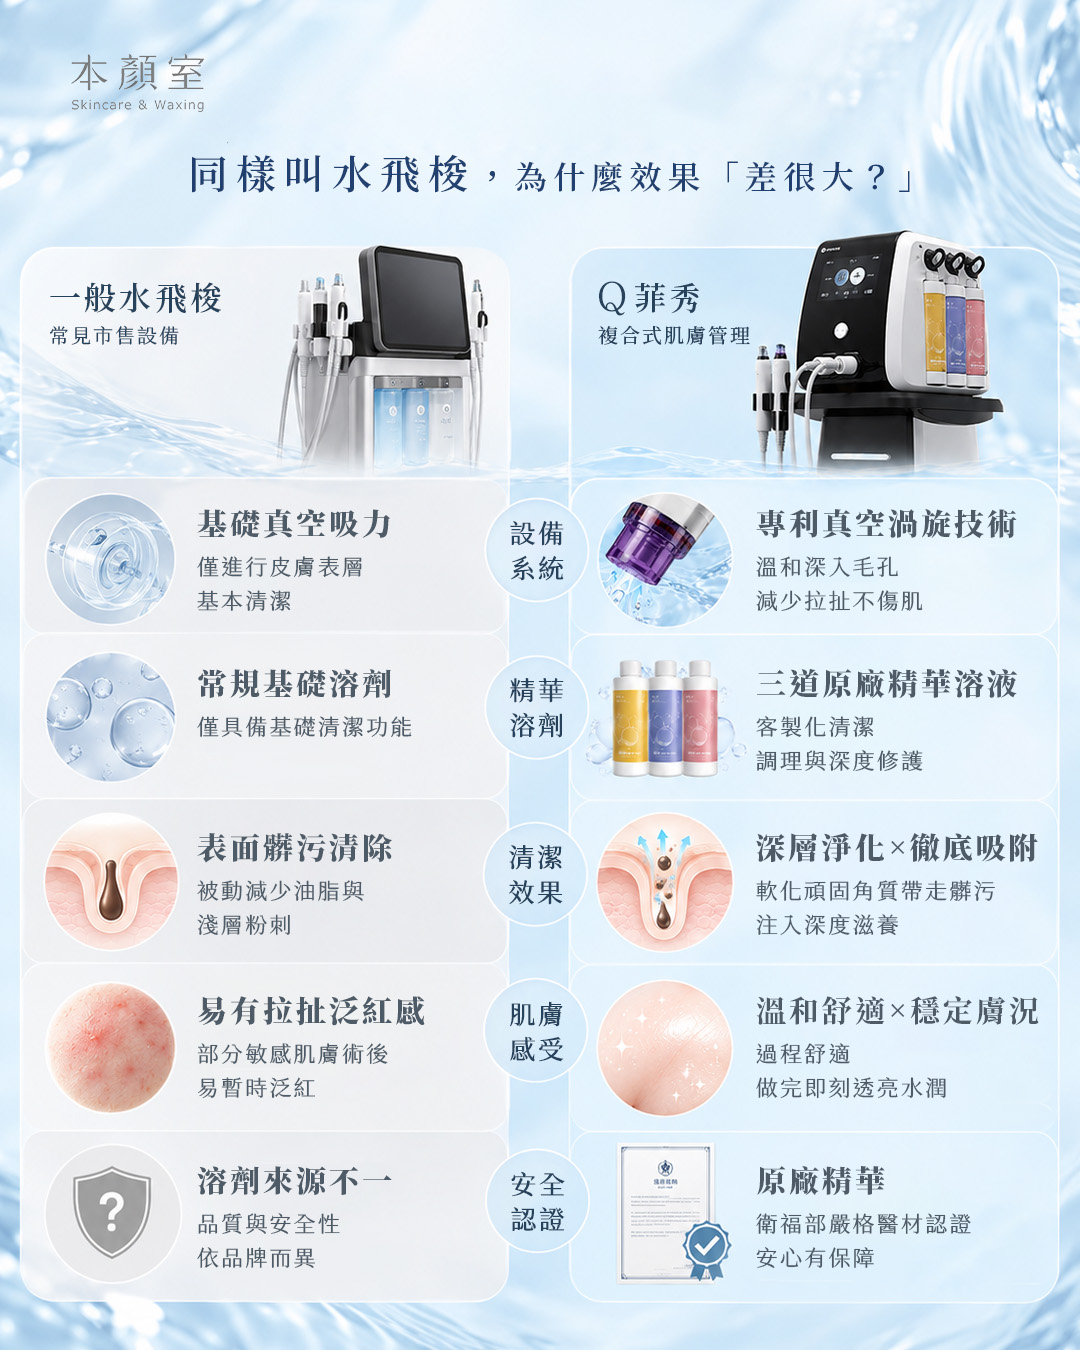 本顏室
Skincare & Waxing
同樣叫水飛梭，為什麼效果「差很大？」
一般水飛梭
常見市售設備
Q菲秀
複合式肌膚管理
基礎真空吸力
僅進行皮膚表層
基本清潔
設備
系統
專利真空渦旋技術
溫和深入毛孔
減少拉扯不傷肌
常規基礎溶劑
僅具備基礎清潔功能
精華
溶劑
三道原廠精華溶液
客製化清潔
調理與深度修護
表面髒污清除
被動減少油脂與
淺層粉刺
清潔
效果
深層淨化×徹底吸附
軟化頑固角質帶走髒污
注入深度滋養
易有拉扯泛紅感
部分敏感肌膚術後
易暫時泛紅
肌膚
感受
溫和舒適×穩定膚況
過程舒適
做完即刻透亮水潤
溶劑來源不一
品質與安全性
依品牌而異
安全
認證
原廠精華
衛福部嚴格醫材認證
安心有保障